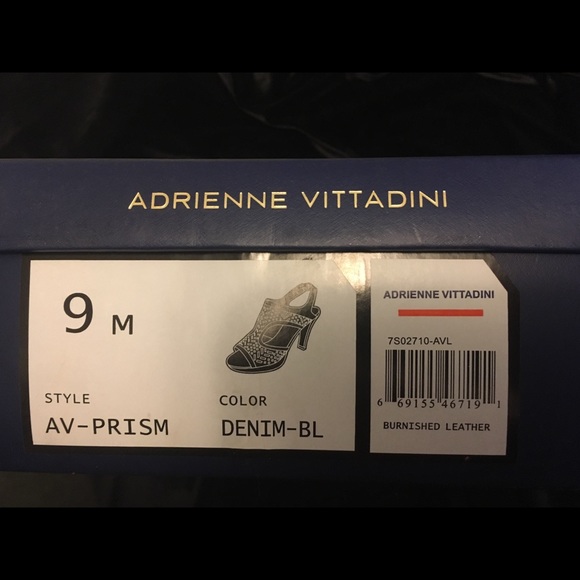 ADRIENNE VITTADINI
9 M
STYLE
AV-PRISM
COLOR
DENIM-BL
ADRIENNE VITTADINI
7S02710-AVL
6 69155 46719 1
BURNISHED LEATHER